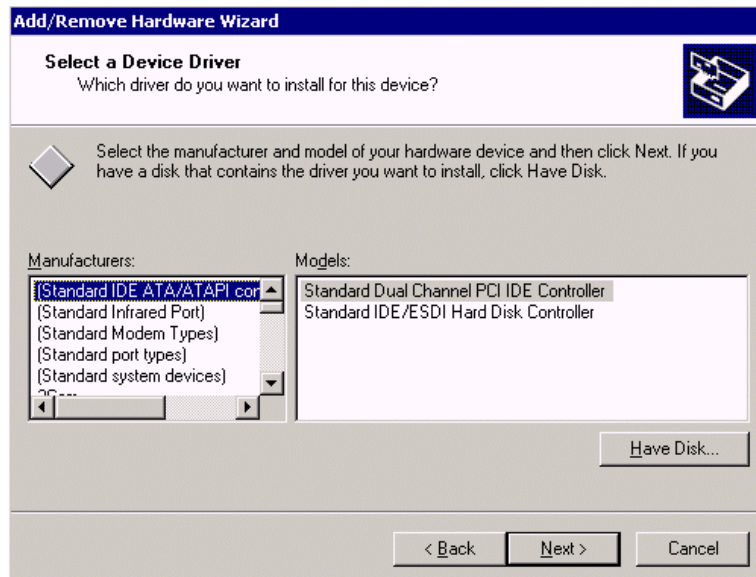 Add/Remove Hardware Wizard
Select a Device Driver
Which driver do you want to install for this device?
Select the manufacturer and model of your hardware device and then click Next. If you
have a disk that contains the driver you want to install, click Have Disk.
Manufacturers:
(Standard IDE ATA/ATAPI con
(Standard Infrared Port)
(Standard Modem Types)
(Standard port types)
(Standard system devices)
Models:
Standard Dual Channel PCI IDE Controller
Standard IDE/ESDI Hard Disk Controller
Have Disk...
< Back
Next >
Cancel